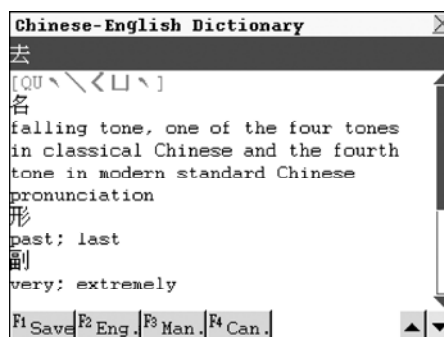 Chinese-English Dictionary
去
[QU丶╲ㄑ凵丶]
名
falling tone, one of the four tones
in classical Chinese and the fourth
tone in modern standard Chinese
pronunciation
形
past; last
副
very; extremely
F1 Save F2 Eng. F3 Man. F4 Can.